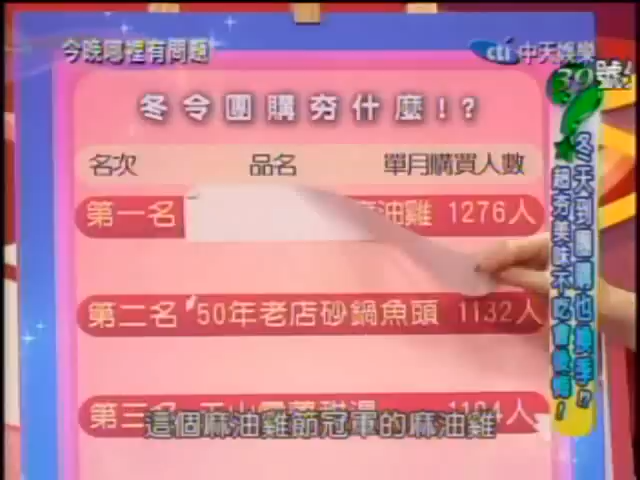 今晚哪裡有問題
cti 中天娛樂
39號
冬令團購夯什麼!?
名次 品名 單月購買人數
第一名 麻油雞 1276人
第二名 50年老店砂鍋魚頭 1132人
第三名
這個麻油雞節冠軍的麻油雞
冬天到團購也換季!?
超夯美味不吃會